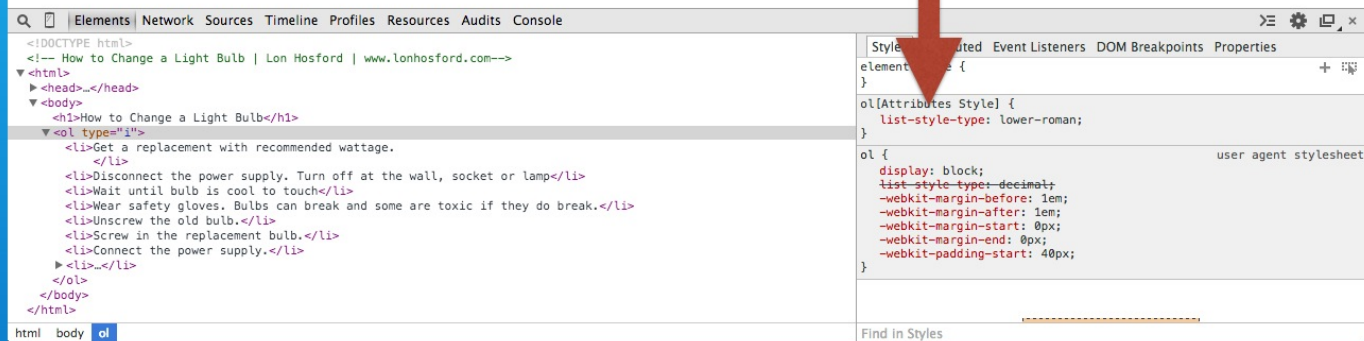 Elements Network Sources Timeline Profiles Resources Audits Console
<!DOCTYPE html>
<!-- How to Change a Light Bulb | Lon Hosford | www.lonhosford.com-->
▼<html>
▶<head>…</head>
▼<body>
<h1>How to Change a Light Bulb</h1>
▼<ol type="i">
<li>Get a replacement with recommended wattage.
</li>
<li>Disconnect the power supply. Turn off at the wall, socket or lamp</li>
<li>Wait until bulb is cool to touch</li>
<li>Wear safety gloves. Bulbs can break and some are toxic if they do break.</li>
<li>Unscrew the old bulb.</li>
<li>Screw in the replacement bulb.</li>
<li>Connect the power supply.</li>
▶<li>…</li>
</ol>
</body>
</html>
html body ol
Event Listeners DOM Breakpoints Properties
{
}
ol[Attributes Style] {
list-style-type: lower-roman;
}
ol { user agent stylesheet
display: block;
list-style-type: decimal;
-webkit-margin-before: 1em;
-webkit-margin-after: 1em;
-webkit-margin-start: 0px;
-webkit-margin-end: 0px;
-webkit-padding-start: 40px;
}
Find in Styles